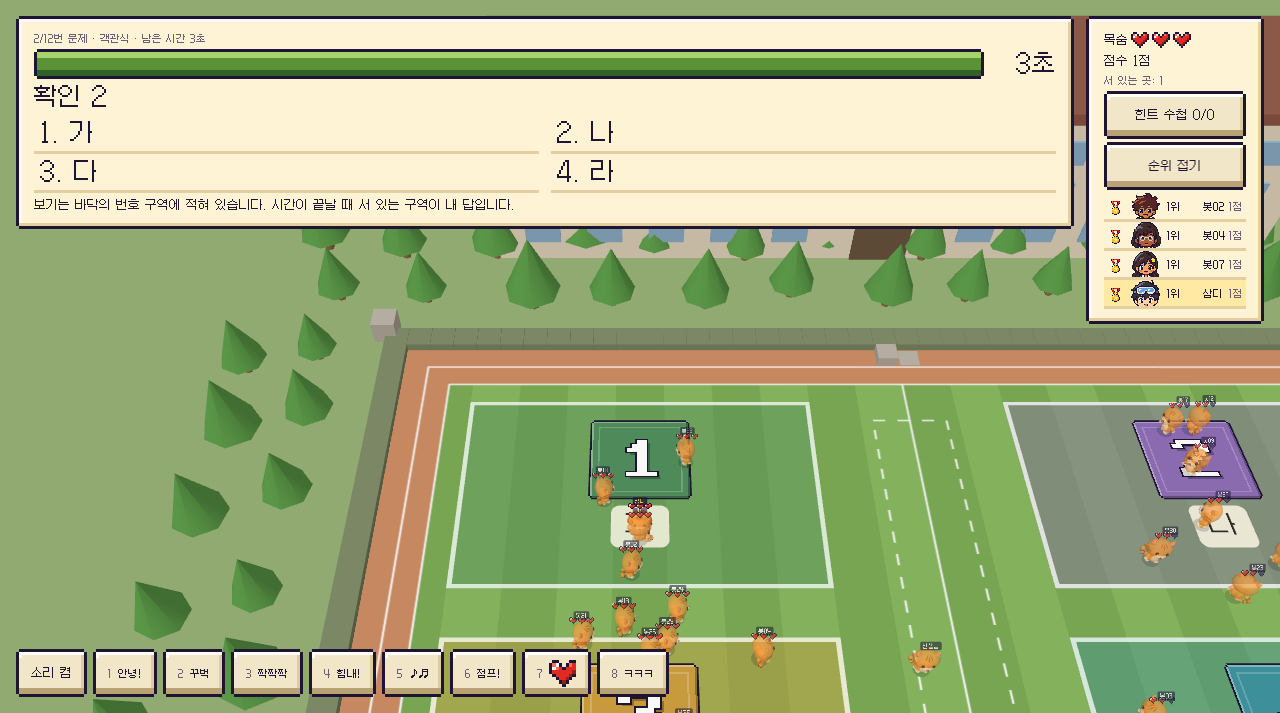 2/12번 문제 · 객관식 · 남은 시간 3초
3초
확인 2
1. 가
2. 나
3. 다
4. 라
보기는 바닥의 번호 구역에 적혀 있습니다. 시간이 끝날 때 서 있는 구역이 내 답입니다.
목숨
점수 1점
서 있는 곳: 1
힌트 수첩 0/0
순위 접기
1위 봇02 1점
1위 봇04 1점
1위 봇07 1점
1위 삼디 1점
1
2
소리 켬
1 안녕!
2 꾸벅
3 짝짝짝
4 힘내!
5 ♪♬
6 점프!
7
8 ㅋㅋㅋ